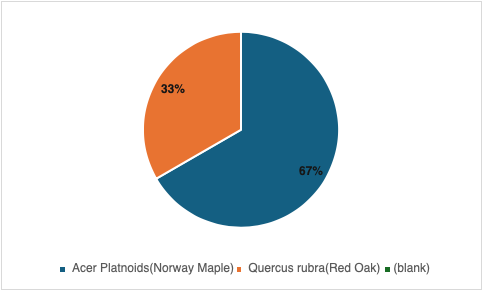 33%
67%
Acer Platnoids(Norway Maple) Quercus rubra(Red Oak) (blank)